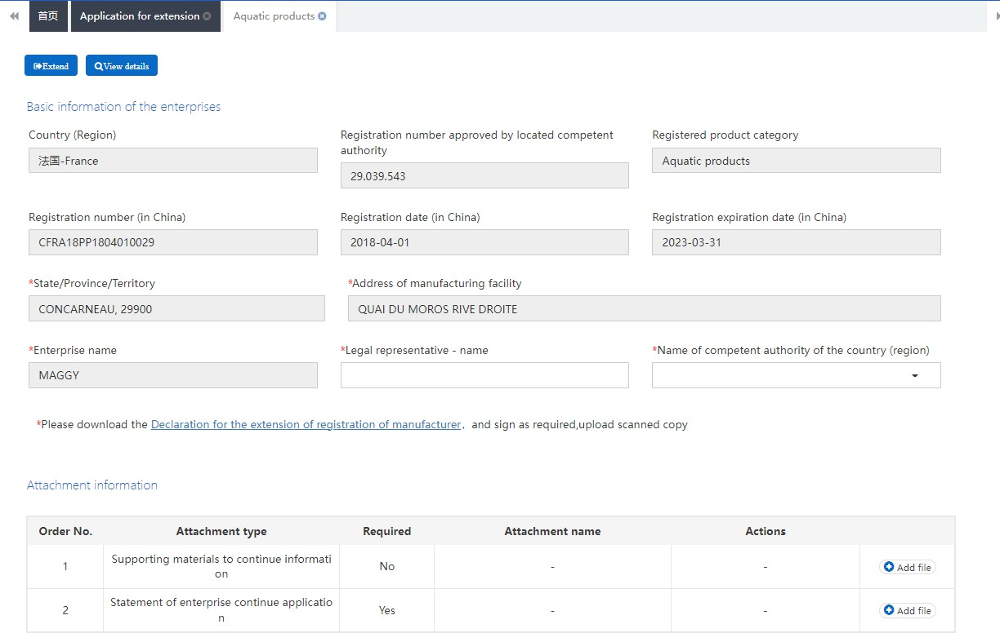 首页 Application for extension Aquatic products
Extend View details
Basic information of the enterprises
Country (Region)
法国-France
Registration number approved by located competent
authority
29.039.543
Registered product category
Aquatic products
Registration number (in China)
CFRA18PP1804010029
Registration date (in China)
2018-04-01
Registration expiration date (in China)
2023-03-31
*State/Province/Territory
CONCARNEAU, 29900
*Address of manufacturing facility
QUAI DU MOROS RIVE DROITE
*Enterprise name
MAGGY
*Legal representative - name
*Name of competent authority of the country (region)
*Please download the Declaration for the extension of registration of manufacturer，and sign as required,upload scanned copy
Attachment information
Order No. Attachment type Required Attachment name Actions
1 Supporting materials to continue informati
on No - - Add file
2 Statement of enterprise continue applicatio
n Yes - - Add file